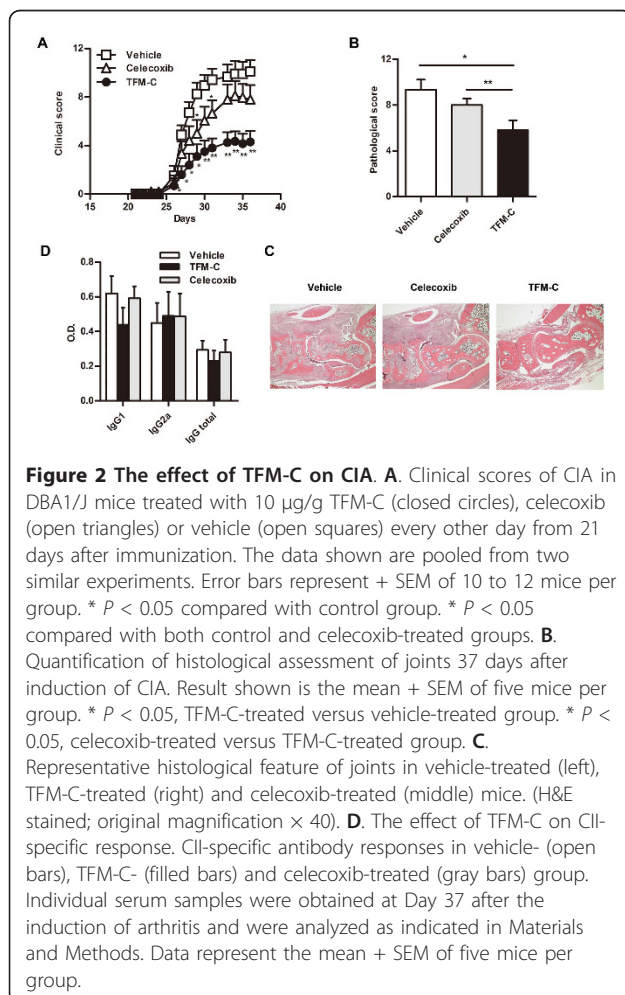 A
Vehicle
Celecoxib
TFM-C
Clinical score
12
8
4
0
* * * * ** ** ** ** ** **
*
15 20 25 30 35 40
Days
B
Pathological score
12
8
4
0
*
**
Vehicle
Celecoxib
TFM-C
D
Vehicle
TFM-C
Celecoxib
O.D.
0.8
0.6
0.4
0.2
0.0
IgG1
IgG2a
IgG total
C
Vehicle Celecoxib TFM-C
Figure 2 The effect of TFM-C on CIA. A. Clinical scores of CIA in
DBA1/J mice treated with 10 μg/g TFM-C (closed circles), celecoxib
(open triangles) or vehicle (open squares) every other day from 21
days after immunization. The data shown are pooled from two
similar experiments. Error bars represent + SEM of 10 to 12 mice per
group. * P < 0.05 compared with control group. * P < 0.05
compared with both control and celecoxib-treated groups. B.
Quantification of histological assessment of joints 37 days after
induction of CIA. Result shown is the mean + SEM of five mice per
group. * P < 0.05, TFM-C-treated versus vehicle-treated group. * P <
0.05, celecoxib-treated versus TFM-C-treated group. C.
Representative histological feature of joints in vehicle-treated (left),
TFM-C-treated (right) and celecoxib-treated (middle) mice. (H&E
stained; original magnification × 40). D. The effect of TFM-C on CII-
specific response. CII-specific antibody responses in vehicle- (open
bars), TFM-C- (filled bars) and celecoxib-treated (gray bars) group.
Individual serum samples were obtained at Day 37 after the
induction of arthritis and were analyzed as indicated in Materials
and Methods. Data represent the mean + SEM of five mice per
group.